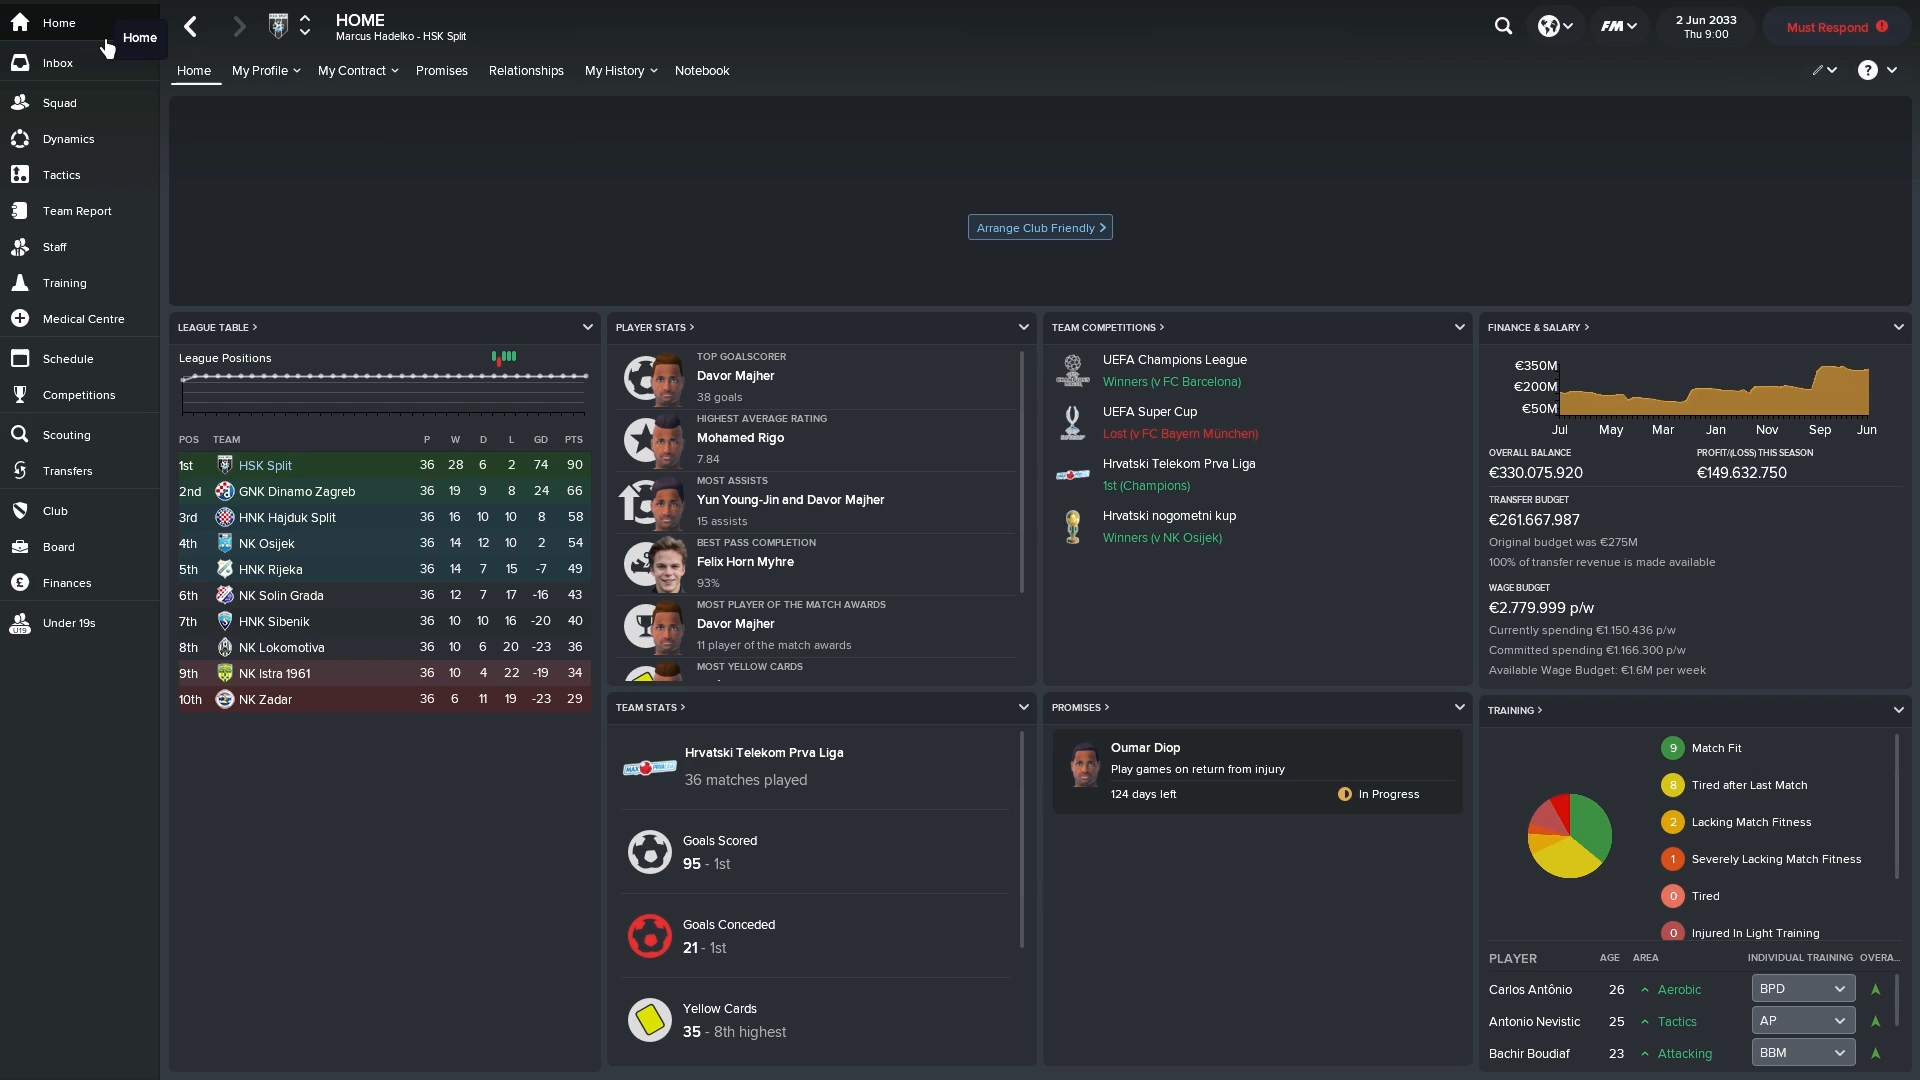 Home
Home
Inbox
Squad
Dynamics
Tactics
Team Report
Staff
Training
Medical Centre
Schedule
Competitions
Scouting
Transfers
Club
Board
Finances
U19
Under 19s
HOME
Marcus Hadelko - HSK Split
FM
2 Jun 2033
Thu 9:00
Must Respond
Home
My Profile
My Contract
Promises
Relationships
My History
Notebook
?
Arrange Club Friendly >
LEAGUE TABLE >
League Positions
POS TEAM P W D L GD PTS
1st HSK Split 36 28 6 2 74 90
2nd GNK Dinamo Zagreb 36 19 9 8 24 66
3rd HNK Hajduk Split 36 16 10 10 8 58
4th NK Osijek 36 14 12 10 2 54
5th HNK Rijeka 36 14 7 15 -7 49
6th NK Solin Grada 36 12 7 17 -16 43
7th HNK Sibenik 36 10 10 16 -20 40
8th NK Lokomotiva 36 10 6 20 -23 36
9th NK Istra 1961 36 10 4 22 -19 34
10th NK Zadar 36 6 11 19 -23 29
PLAYER STATS >
TOP GOALSCORER
Davor Majher
38 goals
HIGHEST AVERAGE RATING
Mohamed Rigo
7.84
MOST ASSISTS
Yun Young-Jin and Davor Majher
15 assists
BEST PASS COMPLETION
Felix Horn Myhre
93%
MOST PLAYER OF THE MATCH AWARDS
Davor Majher
11 player of the match awards
MOST YELLOW CARDS
TEAM STATS >
Hrvatski Telekom Prva Liga
36 matches played
Goals Scored
95 - 1st
Goals Conceded
21 - 1st
Yellow Cards
35 - 8th highest
TEAM COMPETITIONS >
UEFA Champions League
Winners (v FC Barcelona)
UEFA Super Cup
Lost (v FC Bayern München)
Hrvatski Telekom Prva Liga
1st (Champions)
Hrvatski nogometni kup
Winners (v NK Osijek)
PROMISES >
Oumar Diop
Play games on return from injury
124 days left
In Progress
FINANCE & SALARY >
€350M
€200M
€50M
Jul May Mar Jan Nov Sep Jun
OVERALL BALANCE
€330.075.920
PROFIT/(LOSS) THIS SEASON
€149.632.750
TRANSFER BUDGET
€261.667.987
Original budget was €275M
100% of transfer revenue is made available
WAGE BUDGET
€2.779.999 p/w
Currently spending €1.150.436 p/w
Committed spending €1.166.300 p/w
Available Wage Budget: €1.6M per week
TRAINING >
9 Match Fit
8 Tired after Last Match
2 Lacking Match Fitness
1 Severely Lacking Match Fitness
0 Tired
0 Injured In Light Training
PLAYER AGE AREA INDIVIDUAL TRAINING OVERA...
Carlos Antônio 26 Aerobic BPD
Antonio Nevistic 25 Tactics AP
Bachir Boudiaf 23 Attacking BBM